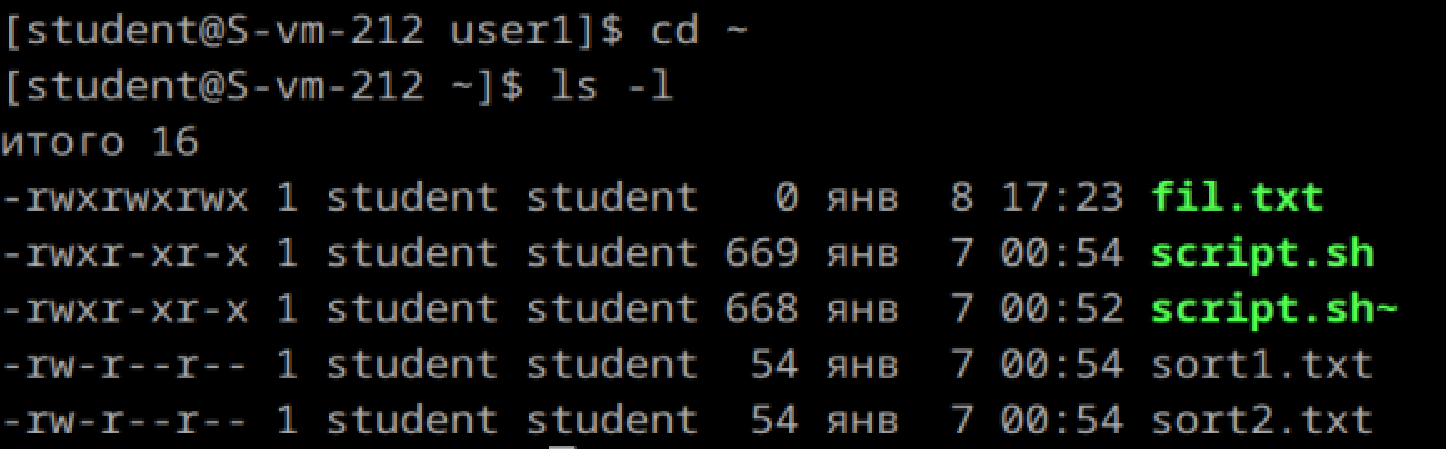 [student@S-vm-212 user1]$ cd ~
[student@S-vm-212 ~]$ ls -l
итого 16
-rwxrwxrwx 1 student student   0 янв  8 17:23 fil.txt
-rwxr-xr-x 1 student student 669 янв  7 00:54 script.sh
-rwxr-xr-x 1 student student 668 янв  7 00:52 script.sh~
-rw-r--r-- 1 student student  54 янв  7 00:54 sort1.txt
-rw-r--r-- 1 student student  54 янв  7 00:54 sort2.txt